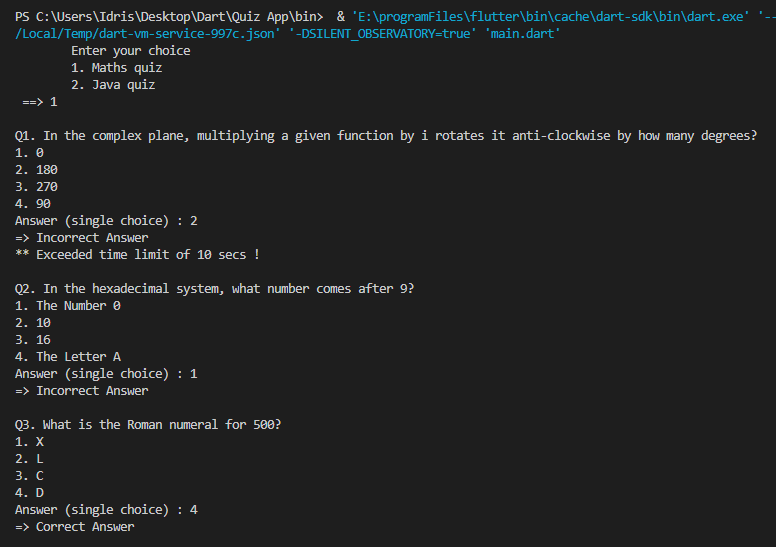 PS C:\Users\Idris\Desktop\Dart\Quiz App\bin>  & 'E:\programFiles\flutter\bin\cache\dart-sdk\bin\dart.exe' '--
/Local/Temp/dart-vm-service-997c.json' '-DSILENT_OBSERVATORY=true' 'main.dart'
Enter your choice
1. Maths quiz
2. Java quiz
==> 1
Q1. In the complex plane, multiplying a given function by i rotates it anti-clockwise by how many degrees?
1. 0
2. 180
3. 270
4. 90
Answer (single choice) : 2
=> Incorrect Answer
** Exceeded time limit of 10 secs !
Q2. In the hexadecimal system, what number comes after 9?
1. The Number 0
2. 10
3. 16
4. The Letter A
Answer (single choice) : 1
=> Incorrect Answer
Q3. What is the Roman numeral for 500?
1. X
2. L
3. C
4. D
Answer (single choice) : 4
=> Correct Answer